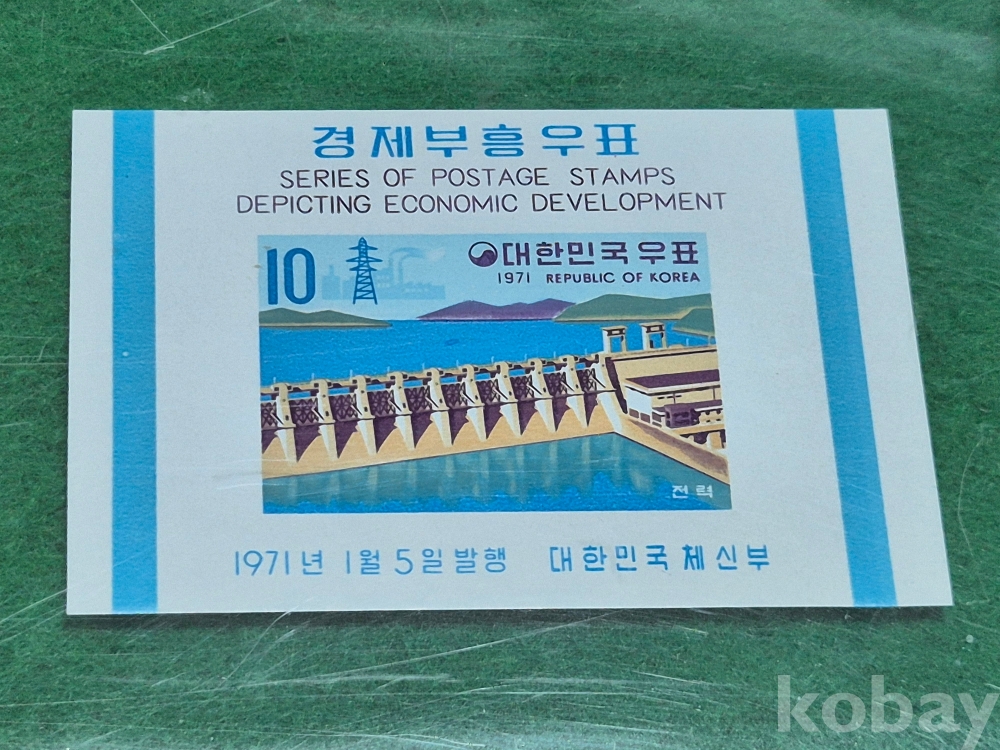 경제부흥우표
SERIES OF POSTAGE STAMPS
DEPICTING ECONOMIC DEVELOPMENT
10
대한민국우표
1971 REPUBLIC OF KOREA
전력
1971년 1월 5일발행 대한민국체신부
kobay